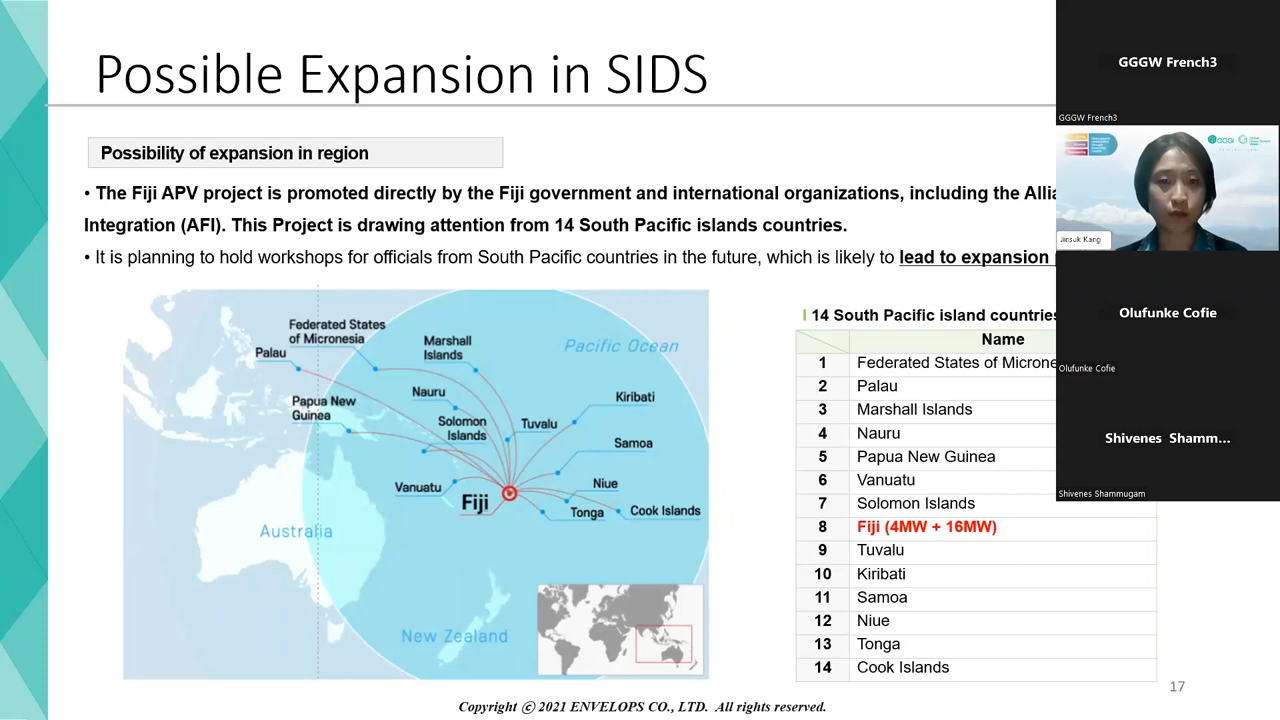 Possible Expansion in SIDS
Possibility of expansion in region
• The Fiji APV project is promoted directly by the Fiji government and international organizations, including the
Integration (AFI). This Project is drawing attention from 14 South Pacific islands countries.
• It is planning to hold workshops for officials from South Pacific countries in the future, which is likely to lead to expansion
Federated States
of Micronesia
Marshall
Islands
Pacific Ocean
Palau
Nauru
Kiribati
Papua New
Guinea
Solomon
Islands
Tuvalu
Samoa
Vanuatu
Fiji
Niue
Tonga
Cook Islands
Australia
New Zealand
14 South Pacific island countries
Name
1 Federated States of
2 Palau
3 Marshall Islands
4 Nauru
5 Papua New Guinea
6 Vanuatu
7 Solomon Islands
8 Fiji (4MW + 16MW)
9 Tuvalu
10 Kiribati
11 Samoa
12 Niue
13 Tonga
14 Cook Islands
17
Copyright ⓒ 2021 ENVELOPS CO., LTD. All rights reserved.
GGGW French3
GGGW French3
GGGI
Jinsuk Kang
Olufunke Cofie
Olufunke Cofie
Shivenes Shamm...
Shivenes Shammugam